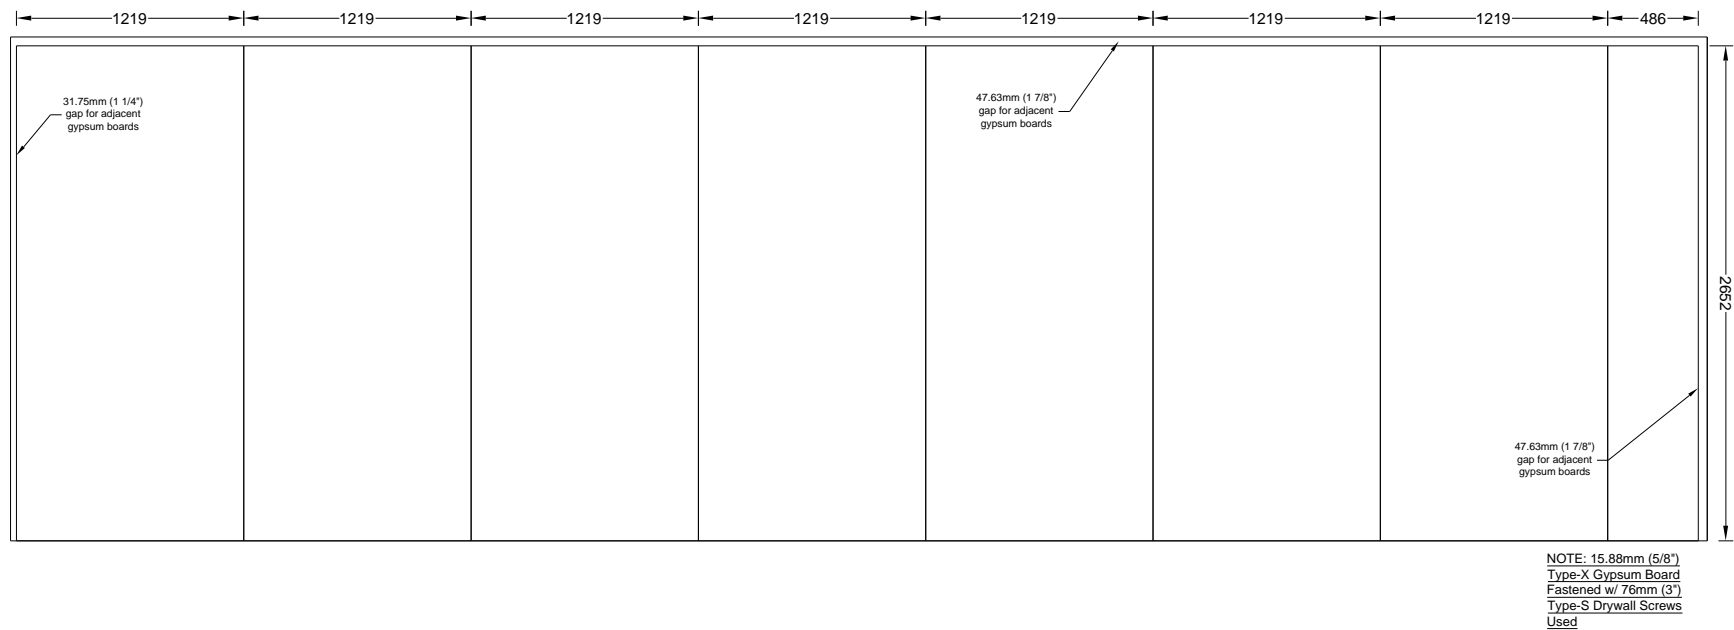 1219 1219 1219 1219 1219 1219 1219 486
31.75mm (1 1/4")
gap for adjacent
gypsum boards
47.63mm (1 7/8")
gap for adjacent
gypsum boards
2652
47.63mm (1 7/8")
gap for adjacent
gypsum boards
NOTE: 15.88mm (5/8")
Type-X Gypsum Board
Fastened w/ 76mm (3")
Type-S Drywall Screws
Used